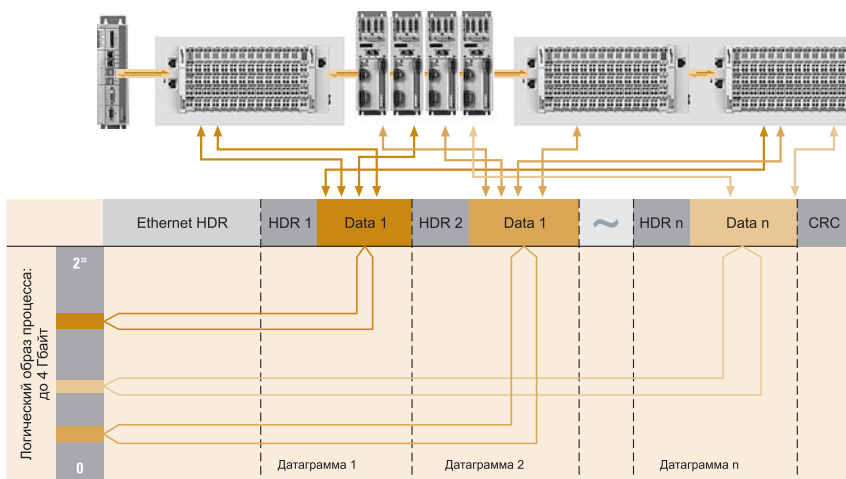 Ethernet HDR
HDR 1
Data 1
HDR 2
Data 1
~
HDR n
Data n
CRC
Логический образ процесса:
до 4 Гбайт
2³²
0
Датаграмма 1
Датаграмма 2
Датаграмма n